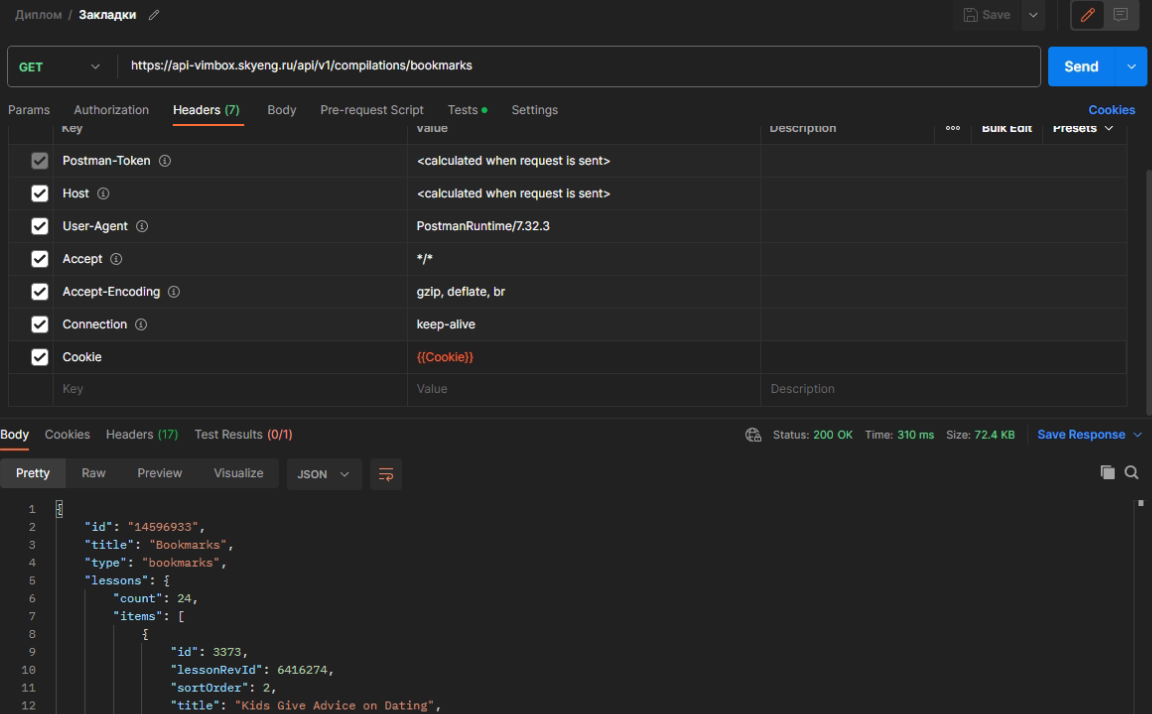 Диплом / Закладки
Save
GET https://api-vimbox.skyeng.ru/api/v1/compilations/bookmarks Send
Params Authorization Headers (7) Body Pre-request Script Tests Settings Cookies
Key Value Description ooo Bulk Edit Presets
Postman-Token <calculated when request is sent>
Host <calculated when request is sent>
User-Agent PostmanRuntime/7.32.3
Accept */*
Accept-Encoding gzip, deflate, br
Connection keep-alive
Cookie {{Cookie}}
Key Value Description
Body Cookies Headers (17) Test Results (0/1) Status: 200 OK Time: 310 ms Size: 72.4 KB Save Response
Pretty Raw Preview Visualize JSON
1 {
2 "id": "14596933",
3 "title": "Bookmarks",
4 "type": "bookmarks",
5 "lessons": {
6 "count": 24,
7 "items": [
8 {
9 "id": 3373,
10 "lessonRevId": 6416274,
11 "sortOrder": 2,
12 "title": "Kids Give Advice on Dating",